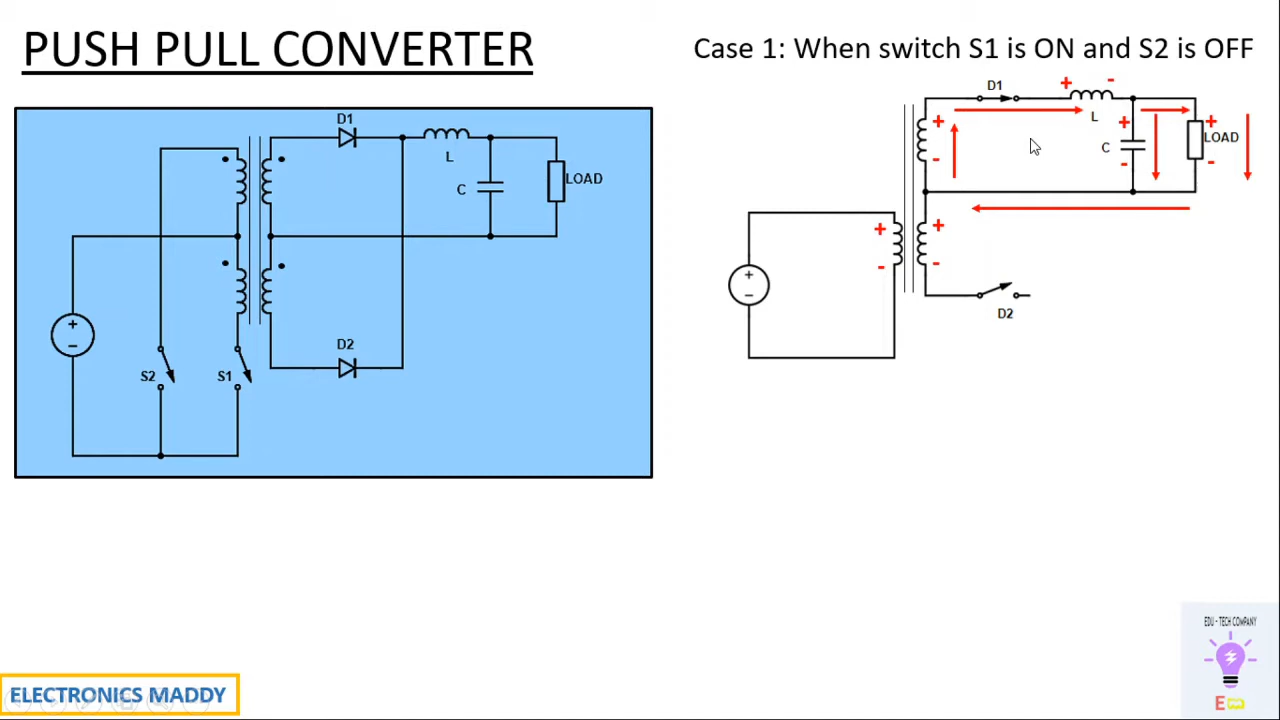 PUSH PULL CONVERTER
Case 1: When switch S1 is ON and S2 is OFF
D1
L
C
LOAD
D2
S2
S1
+
−
D1
+ -
L
C
LOAD
+
-
+
-
+
-
+
-
+
-
+
−
D2
EDU - TECH COMPANY
E
ELECTRONICS MADDY